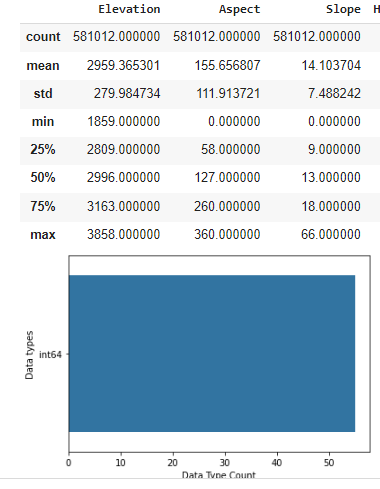 Elevation Aspect Slope H
count 581012.000000 581012.000000 581012.000000
mean 2959.365301 155.656807 14.103704
std 279.984734 111.913721 7.488242
min 1859.000000 0.000000 0.000000
25% 2809.000000 58.000000 9.000000
50% 2996.000000 127.000000 13.000000
75% 3163.000000 260.000000 18.000000
max 3858.000000 360.000000 66.000000
Data types
int64
0 10 20 30 40 50
Data Type Count